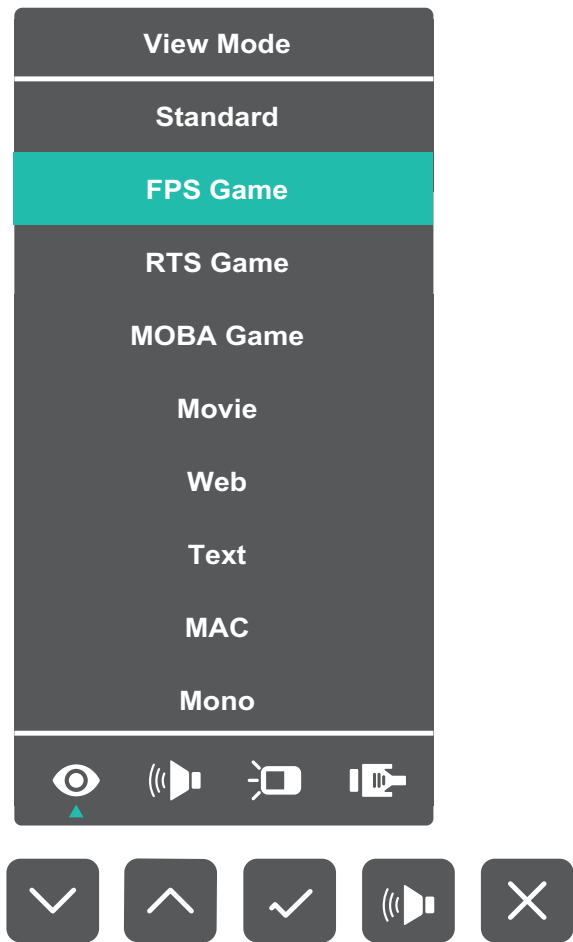 View Mode
Standard
FPS Game
RTS Game
MOBA Game
Movie
Web
Text
MAC
Mono